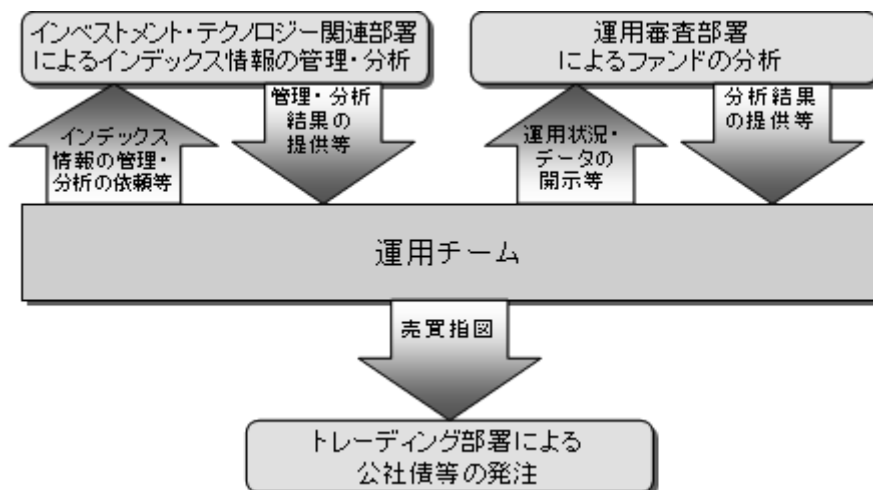 インベストメント・テクノロジー関連部署
によるインデックス情報の管理・分析
運用審査部署
によるファンドの分析
インデックス
情報の管理・
分析の依頼等
管理・分析
結果の
提供等
運用状況・
データの
開示等
分析結果
の提供等
運用チーム
売買指図
トレーディング部署による
公社債等の発注